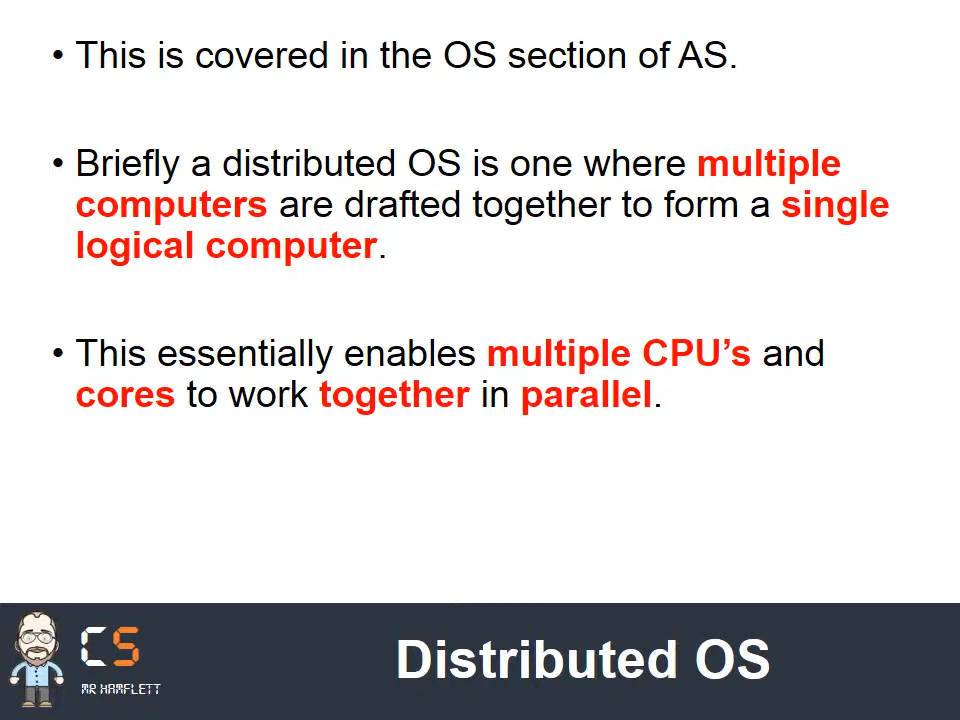 • This is covered in the OS section of AS.
• Briefly a distributed OS is one where multiple
computers are drafted together to form a single
logical computer.
• This essentially enables multiple CPU’s and
cores to work together in parallel.
CS
MR HAMFLETT
Distributed OS